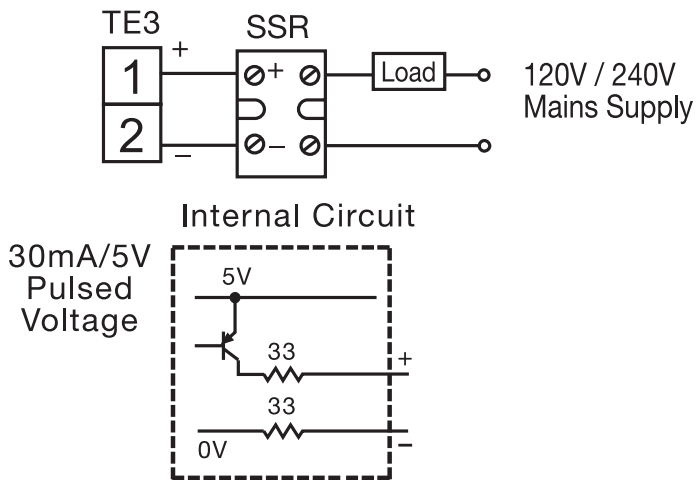 TE3
SSR
1
+
+
Load
120V / 240V
Mains Supply
2
−
−
Internal Circuit
30mA/5V
Pulsed
Voltage
5V
33
+
33
0V
−